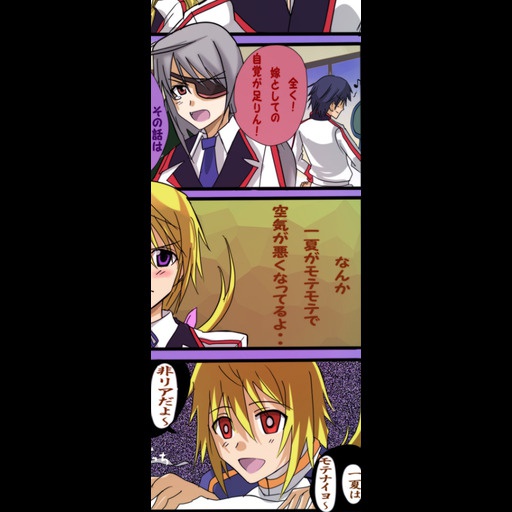 全く！
嫁としての
自覚が足りん！
その話は
なんか
一夏がモテモテで
空気が悪くなってるよ・・
一夏は
モテナイヨ～
非リアだよ～